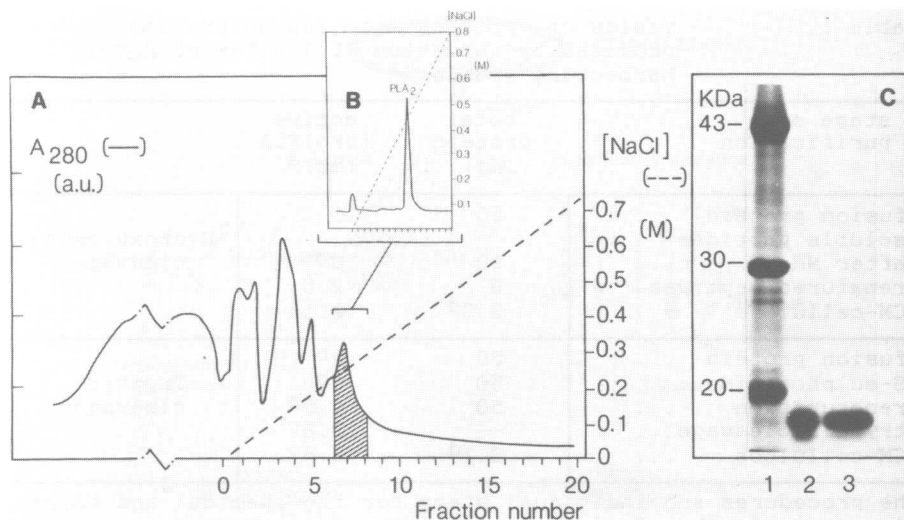 [NaCl]
0.8
0.7
(M)
0.6
0.5
0.4
0.3
0.2
0.1
B
PLA2
A
A280 (—)
(a.u.)
[NaCl]
(---)
0.7
(M)
0.6
0.5
0.4
0.3
0.2
0.1
0
0 5 10 15 20
Fraction number
C
KDa
43–
30–
20–
1 2 3